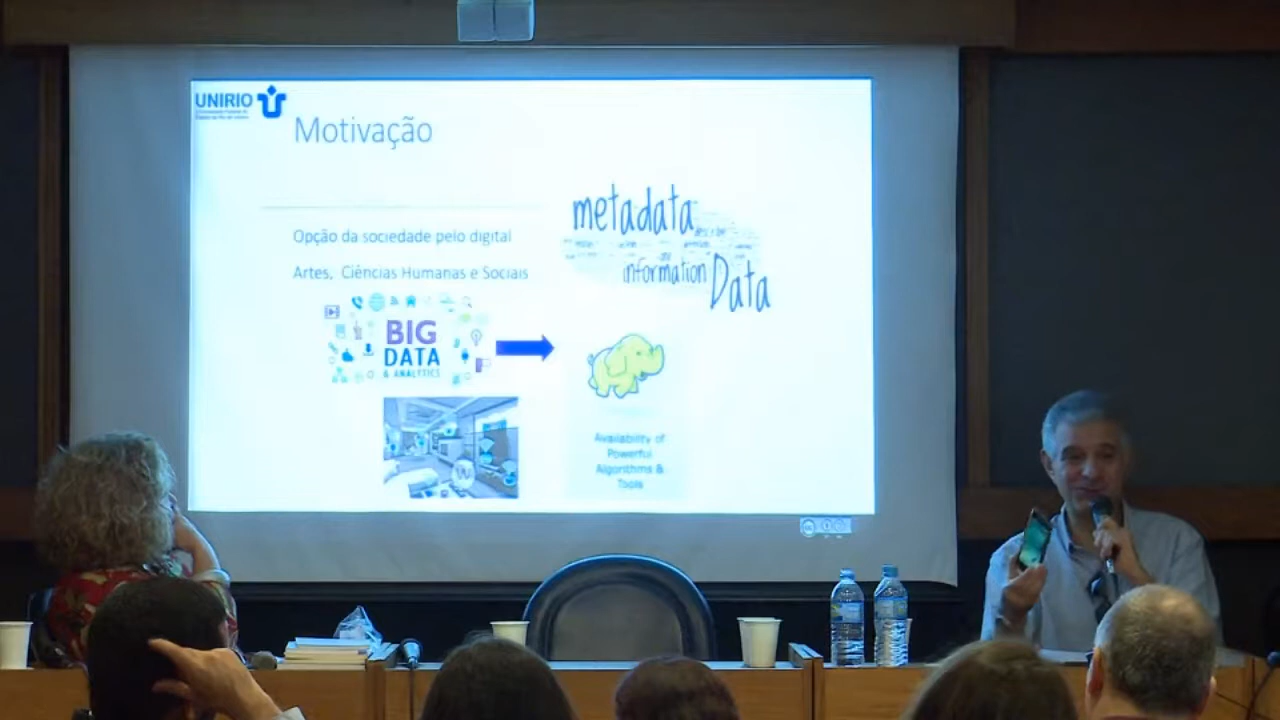 UNIRIO
Motivação
Opção da sociedade pelo digital
Artes, Ciências Humanas e Sociais
metadata
information
Data
BIG
DATA
& ANALYTICS
Availability of
Powerful
Algorithms &
Tools